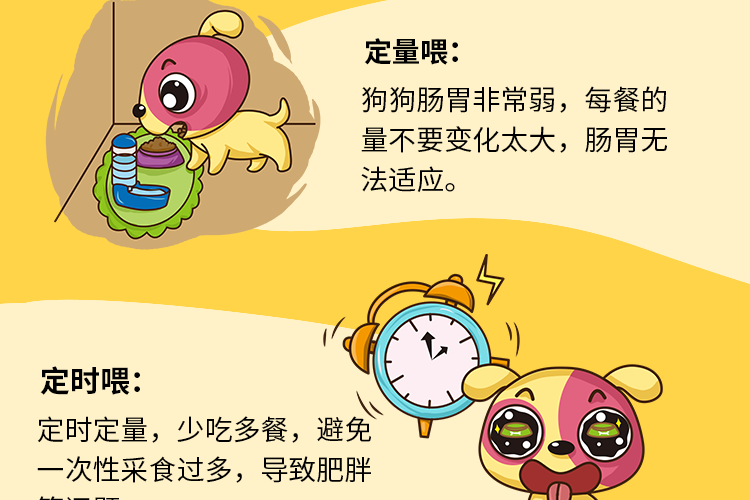 定量喂：
狗狗肠胃非常弱，每餐的
量不要变化太大，肠胃无
法适应。
定时喂：
定时定量，少吃多餐，避免
一次性采食过多，导致肥胖